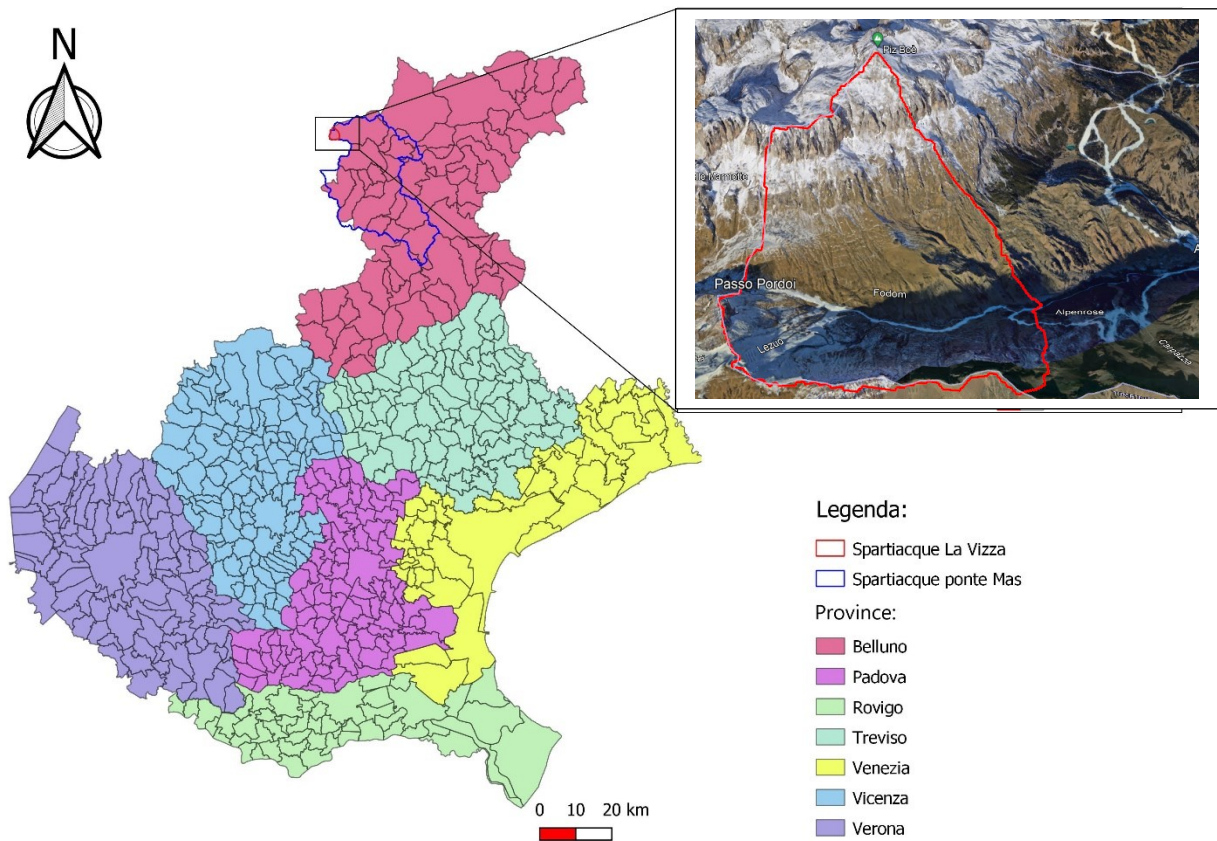 N
Piz Boè
Passo Pordoi
Fodom
Alpenrose
Lezuo
Legenda:
Spartiacque La Vizza
Spartiacque ponte Mas
Province:
Belluno
Padova
Rovigo
Treviso
Venezia
Vicenza
Verona
0 10 20 km